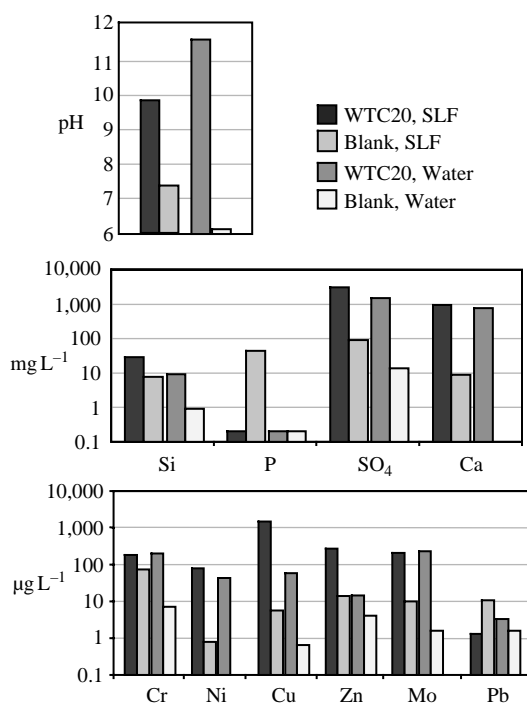 12
11
10
pH
9
8
7
6
WTC20, SLF
Blank, SLF
WTC20, Water
Blank, Water
10,000
1,000
100
mg L⁻¹
10
1
0.1
Si P SO₄ Ca
10,000
1,000
100
µg L⁻¹
10
1
0.1
Cr Ni Cu Zn Mo Pb